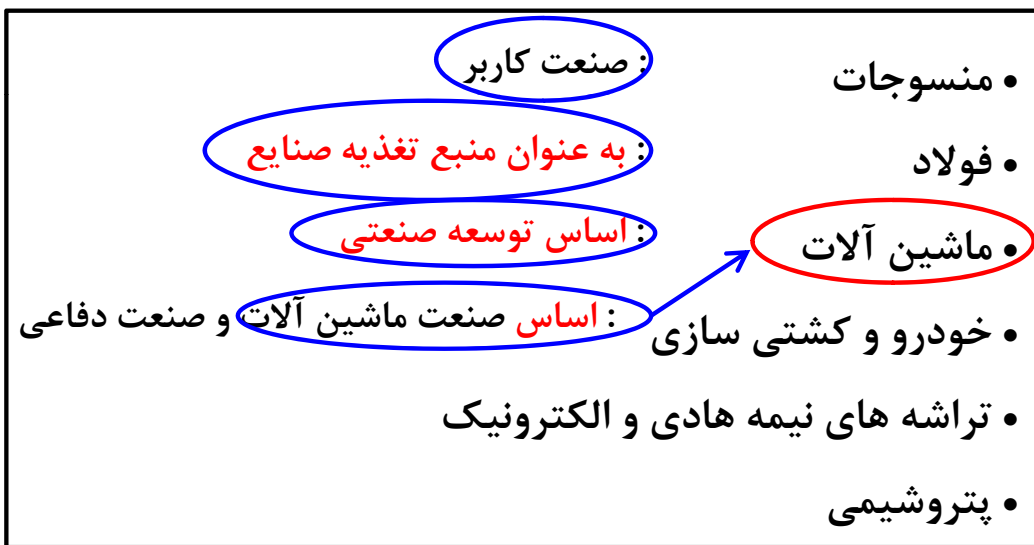 • منسوجات : صنعت کاربر
• فولاد : به عنوان منبع تغذیه صنایع
• ماشین آلات : اساس توسعه صنعتی
• خودرو و کشتی سازی : اساس صنعت ماشین آلات و صنعت دفاعی
• تراشه های نیمه هادی و الکترونیک
• پتروشیمی